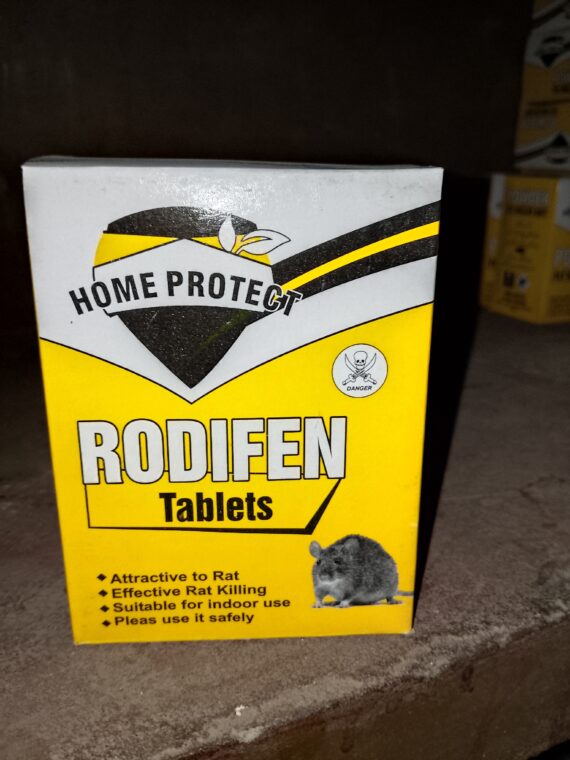 HOME PROTECT
DANGER
RODIFEN
Tablets
Attractive to Rat
Effective Rat Killing
Suitable for indoor use
Pleas use it safely